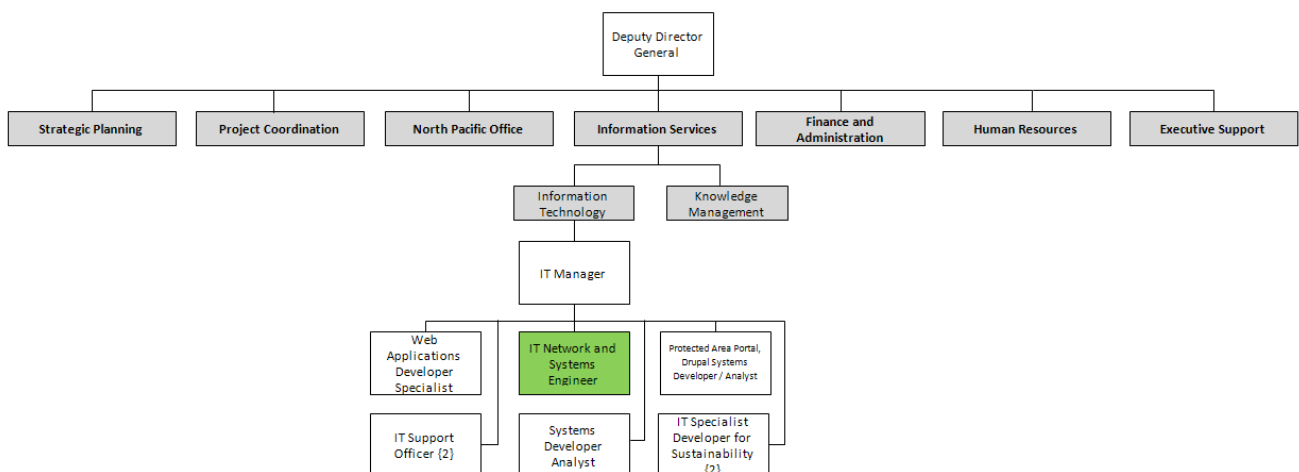 Deputy Director
General
Strategic Planning
Project Coordination
North Pacific Office
Information Services
Finance and
Administration
Human Resources
Executive Support
Information
Technology
Knowledge
Management
IT Manager
Web
Applications
Developer
Specialist
IT Network and
Systems
Engineer
Protected Area Portal,
Drupal Systems
Developer / Analyst
IT Support
Officer {2}
Systems
Developer
Analyst
IT Specialist
Developer for
Sustainability
{2}